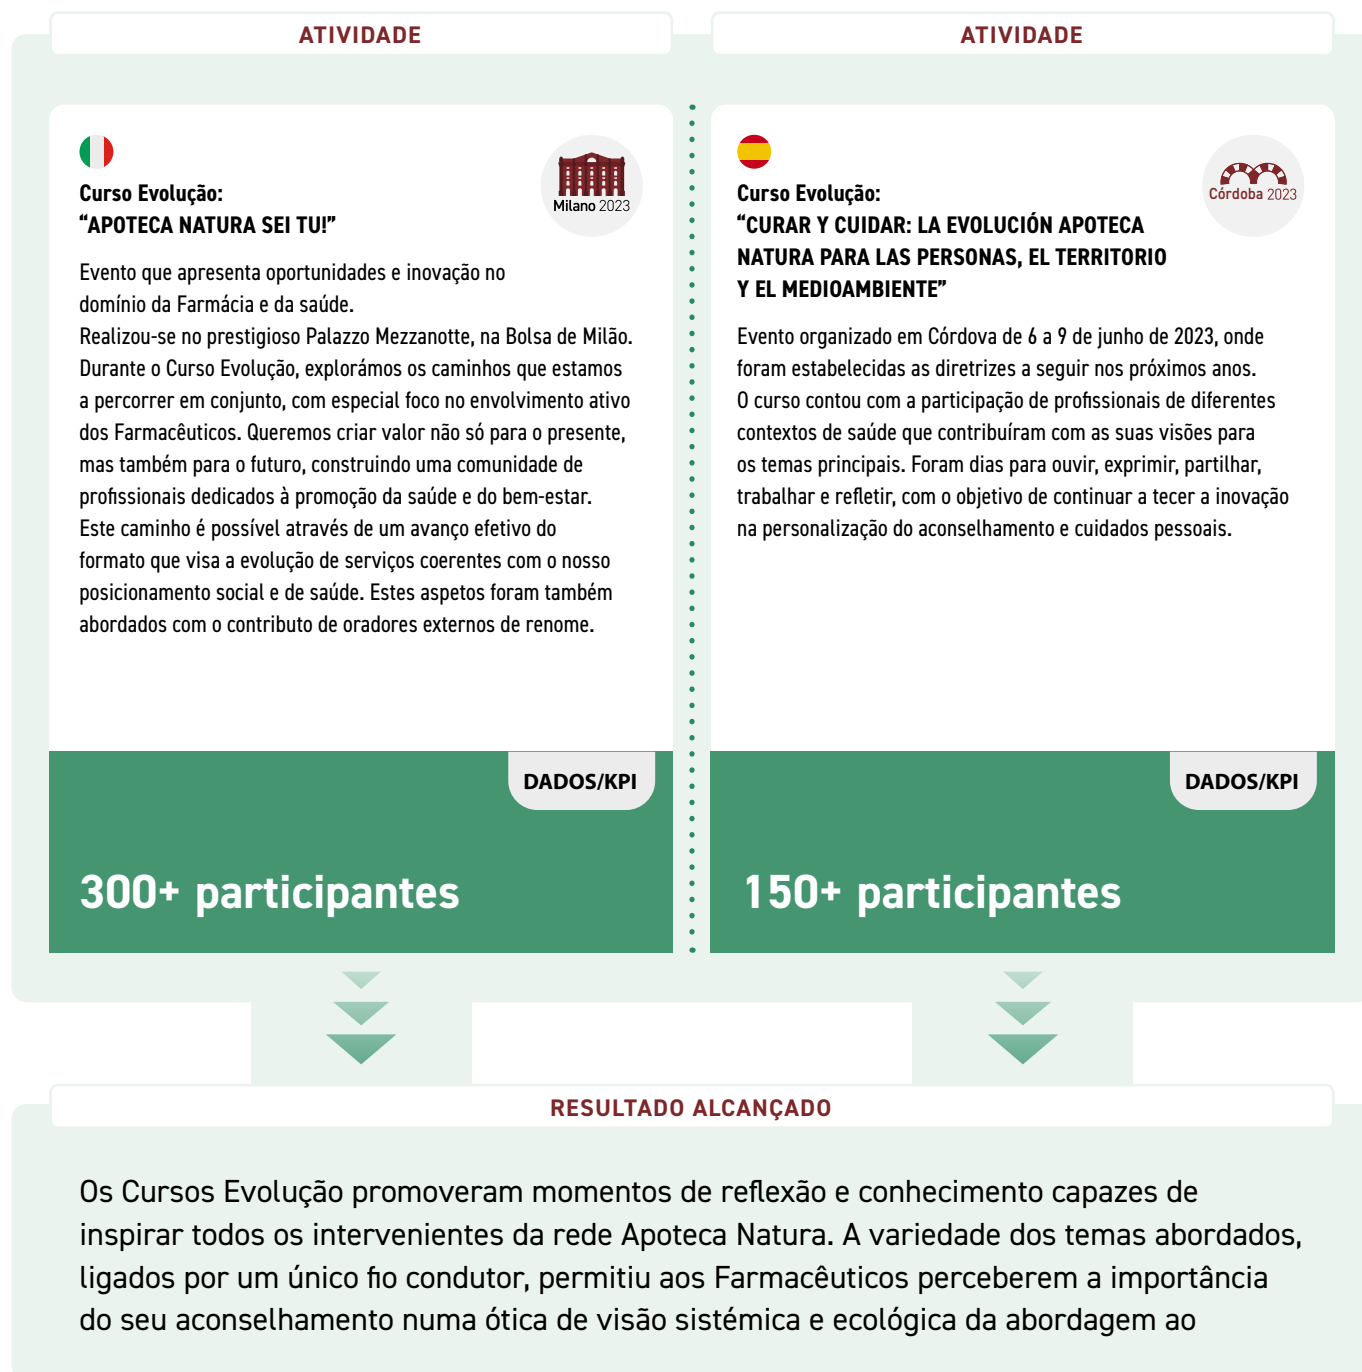 ATIVIDADE
Curso Evolução:
“APOTECA NATURA SEI TU!”
Milano 2023
Evento que apresenta oportunidades e inovação no
domínio da Farmácia e da saúde.
Realizou-se no prestigioso Palazzo Mezzanotte, na Bolsa de Milão.
Durante o Curso Evolução, explorámos os caminhos que estamos
a percorrer em conjunto, com especial foco no envolvimento ativo
dos Farmacêuticos. Queremos criar valor não só para o presente,
mas também para o futuro, construindo uma comunidade de
profissionais dedicados à promoção da saúde e do bem-estar.
Este caminho é possível através de um avanço efetivo do
formato que visa a evolução de serviços coerentes com o nosso
posicionamento social e de saúde. Estes aspetos foram também
abordados com o contributo de oradores externos de renome.
DADOS/KPI
300+ participantes
ATIVIDADE
Curso Evolução:
“CURAR Y CUIDAR: LA EVOLUCIÓN APOTECA
NATURA PARA LAS PERSONAS, EL TERRITORIO
Y EL MEDIOAMBIENTE”
Córdoba 2023
Evento organizado em Córdova de 6 a 9 de junho de 2023, onde
foram estabelecidas as diretrizes a seguir nos próximos anos.
O curso contou com a participação de profissionais de diferentes
contextos de saúde que contribuíram com as suas visões para
os temas principais. Foram dias para ouvir, exprimir, partilhar,
trabalhar e refletir, com o objetivo de continuar a tecer a inovação
na personalização do aconselhamento e cuidados pessoais.
DADOS/KPI
150+ participantes
RESULTADO ALCANÇADO
Os Cursos Evolução promoveram momentos de reflexão e conhecimento capazes de
inspirar todos os intervenientes da rede Apoteca Natura. A variedade dos temas abordados,
ligados por um único fio condutor, permitiu aos Farmacêuticos perceberem a importância
do seu aconselhamento numa ótica de visão sistémica e ecológica da abordagem ao